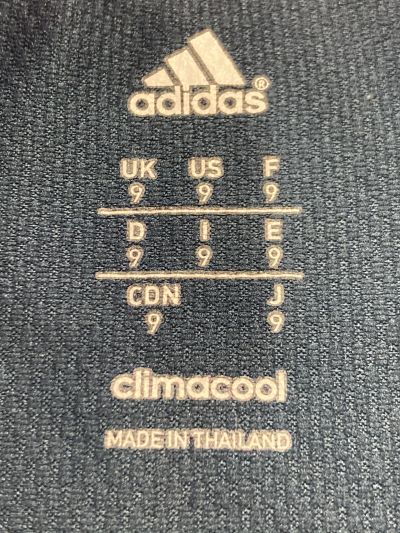 adidas®
UK US F
9 9 9
D I E
9 9 9
CDN J
9 9
climacool
MADE IN THAILAND